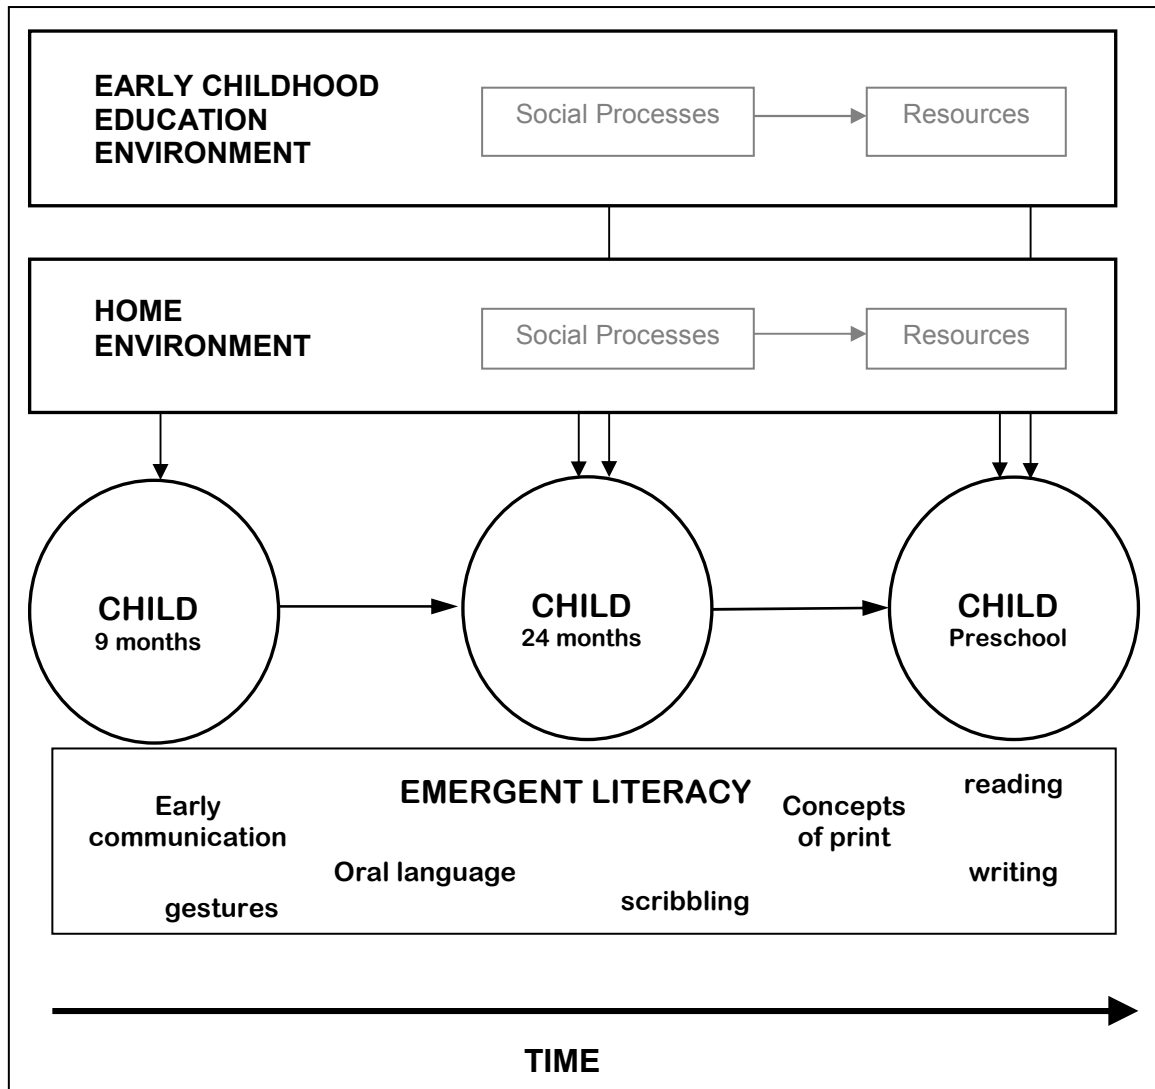 EARLY CHILDHOOD
EDUCATION
ENVIRONMENT
Social Processes
Resources
HOME
ENVIRONMENT
Social Processes
Resources
CHILD
9 months
CHILD
24 months
CHILD
Preschool
EMERGENT LITERACY
Early
communication
gestures
Oral language
scribbling
Concepts
of print
reading
writing
TIME